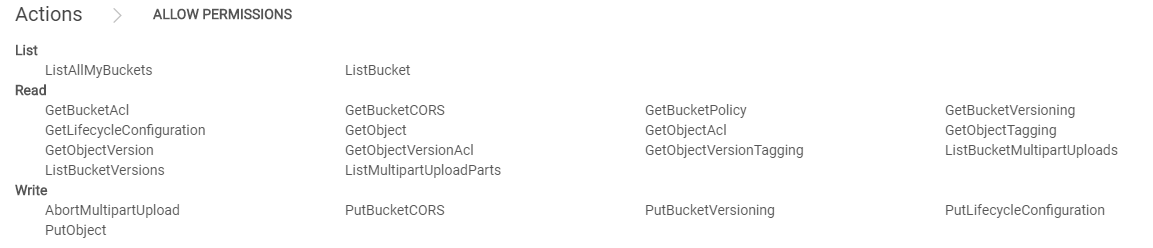 Actions > ALLOW PERMISSIONS
List
ListAllMyBuckets ListBucket
Read
GetBucketAcl GetBucketCORS GetBucketPolicy GetBucketVersioning
GetLifecycleConfiguration GetObject GetObjectAcl GetObjectTagging
GetObjectVersion GetObjectVersionAcl GetObjectVersionTagging ListBucketMultipartUploads
ListBucketVersions ListMultipartUploadParts
Write
AbortMultipartUpload PutBucketCORS PutBucketVersioning PutLifecycleConfiguration
PutObject